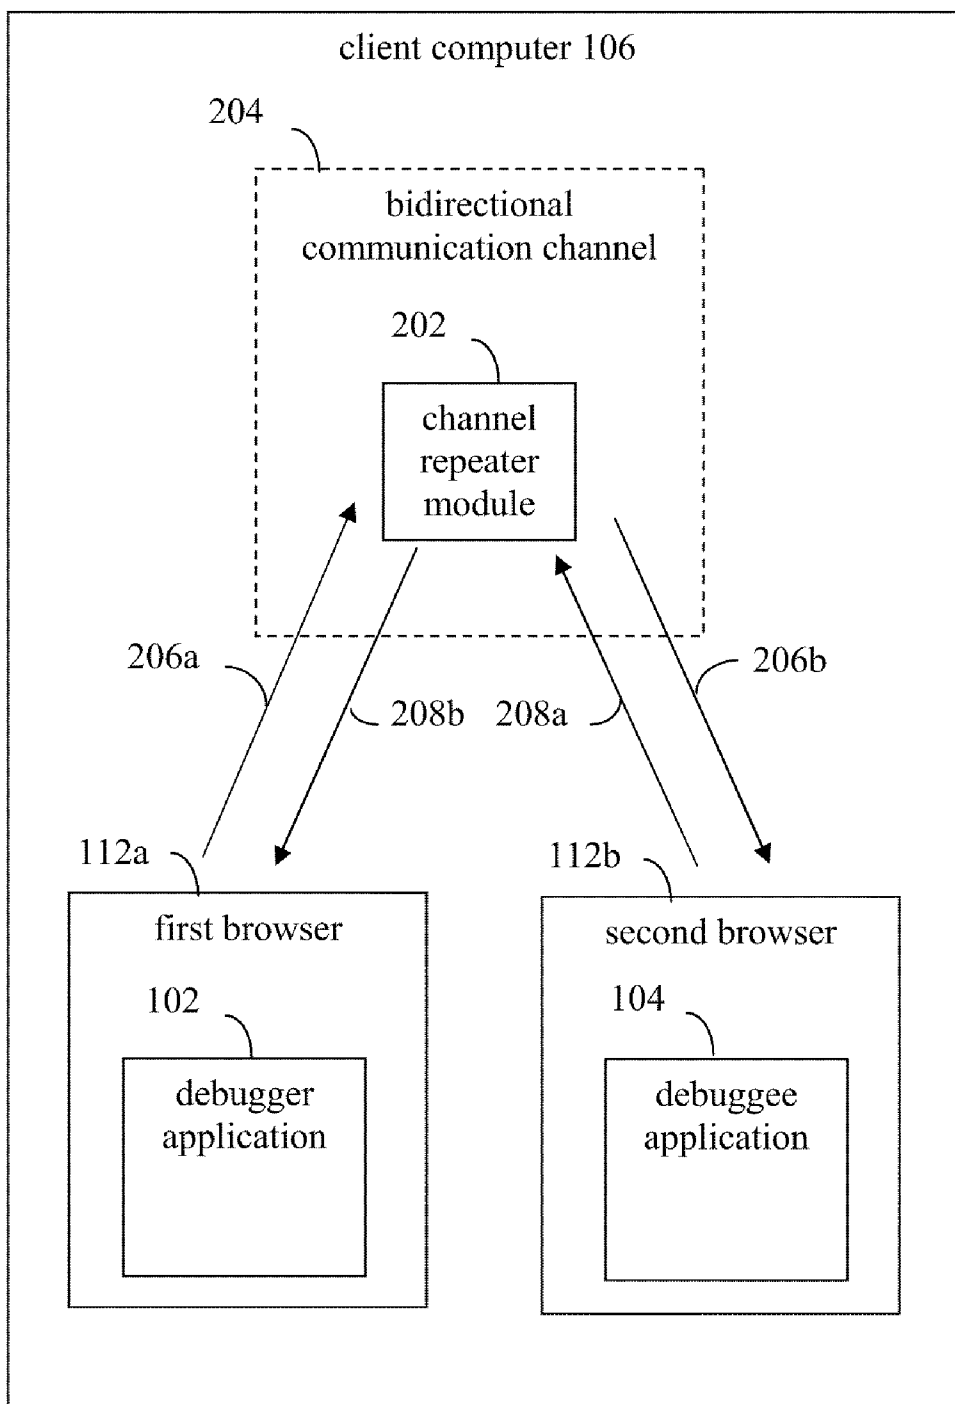 client computer 106
204
bidirectional
communication channel
202
channel
repeater
module
206a
208b
208a
206b
112a
first browser
102
debugger
application
112b
second browser
104
debuggee
application